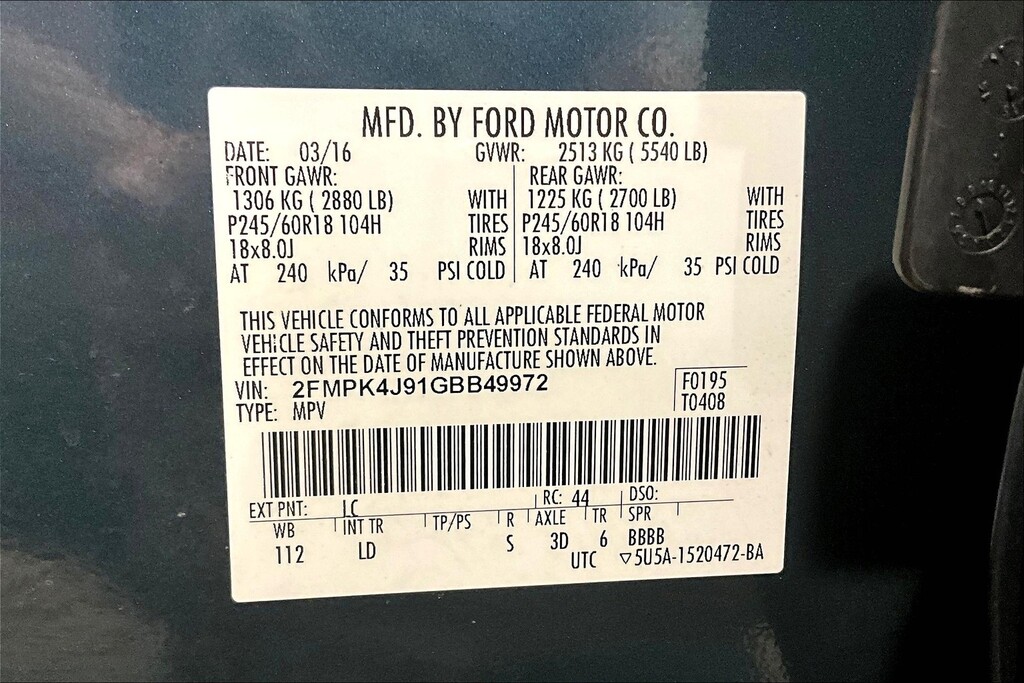 MFD. BY FORD MOTOR CO.
DATE: 03/16 GVWR: 2513 KG ( 5540 LB)
FRONT GAWR: REAR GAWR:
1306 KG ( 2880 LB) WITH 1225 KG ( 2700 LB) WITH
P245/60R18 104H TIRES P245/60R18 104H TIRES
18x8.0J RIMS 18x8.0J RIMS
AT 240 kPa/ 35 PSI COLD AT 240 kPa/ 35 PSI COLD
THIS VEHICLE CONFORMS TO ALL APPLICABLE FEDERAL MOTOR
VEHICLE SAFETY AND THEFT PREVENTION STANDARDS IN
EFFECT ON THE DATE OF MANUFACTURE SHOWN ABOVE.
VIN: 2FMPK4J91GBB49972 F0195
TYPE: MPV T0408
EXT PNT: LC RC: 44 DSO:
WB INT TR TP/PS R AXLE TR SPR
112 LD S 3D 6 BBBB
UTC ▽5U5A-1520472-BA